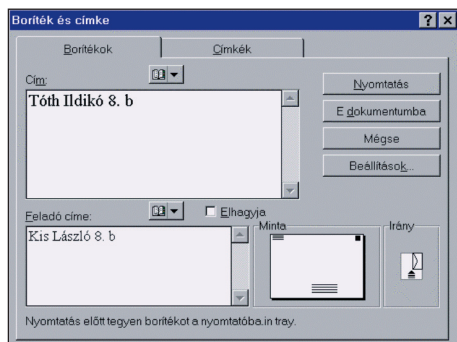 Boríték és címke
Borítékok
Címkék
Cím:
Tóth Ildikó 8. b
Nyomtatás
E dokumentumba
Mégse
Beállítások...
Feladó címe:
Elhagyja
Kis László 8. b
Minta
Irány
Nyomtatás előtt tegyen borítékot a nyomtatóba.in tray.